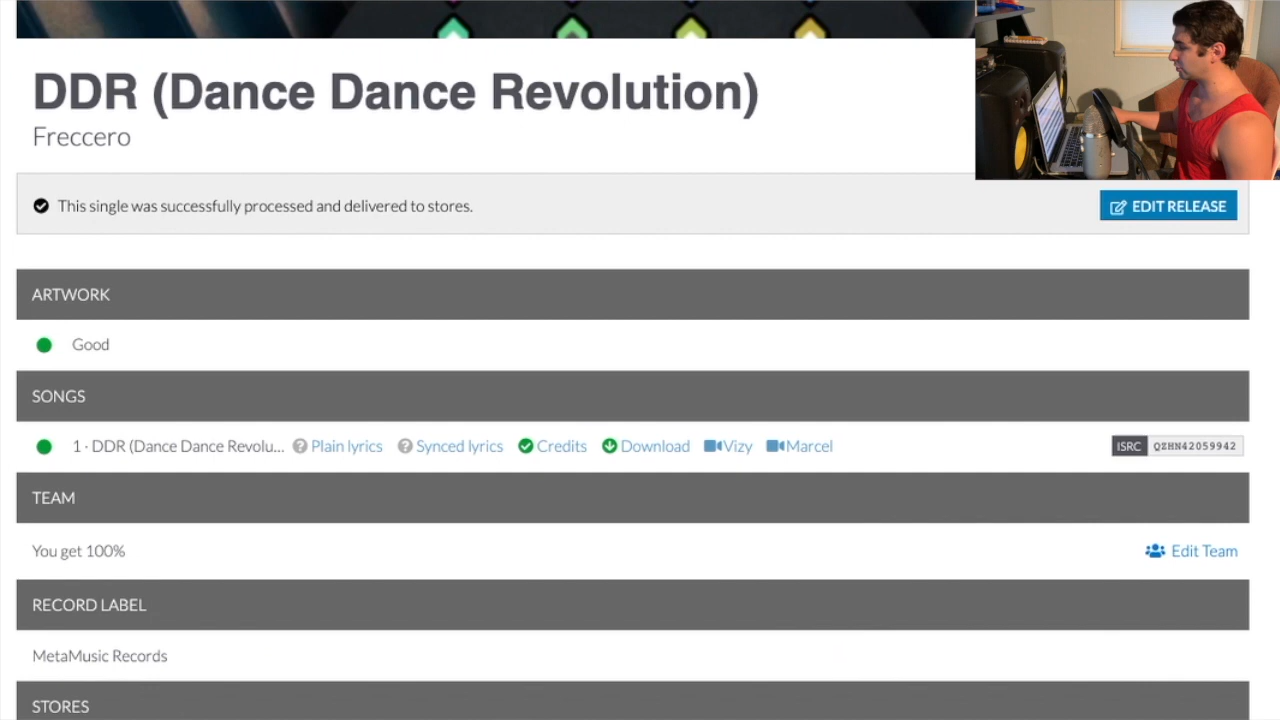 DDR (Dance Dance Revolution)
Freccero
This single was successfully processed and delivered to stores.
EDIT RELEASE
ARTWORK
Good
SONGS
1 · DDR (Dance Dance Revolu... Plain lyrics Synced lyrics Credits Download Vizy Marcel ISRC QZHN42059942
TEAM
You get 100% Edit Team
RECORD LABEL
MetaMusic Records
STORES